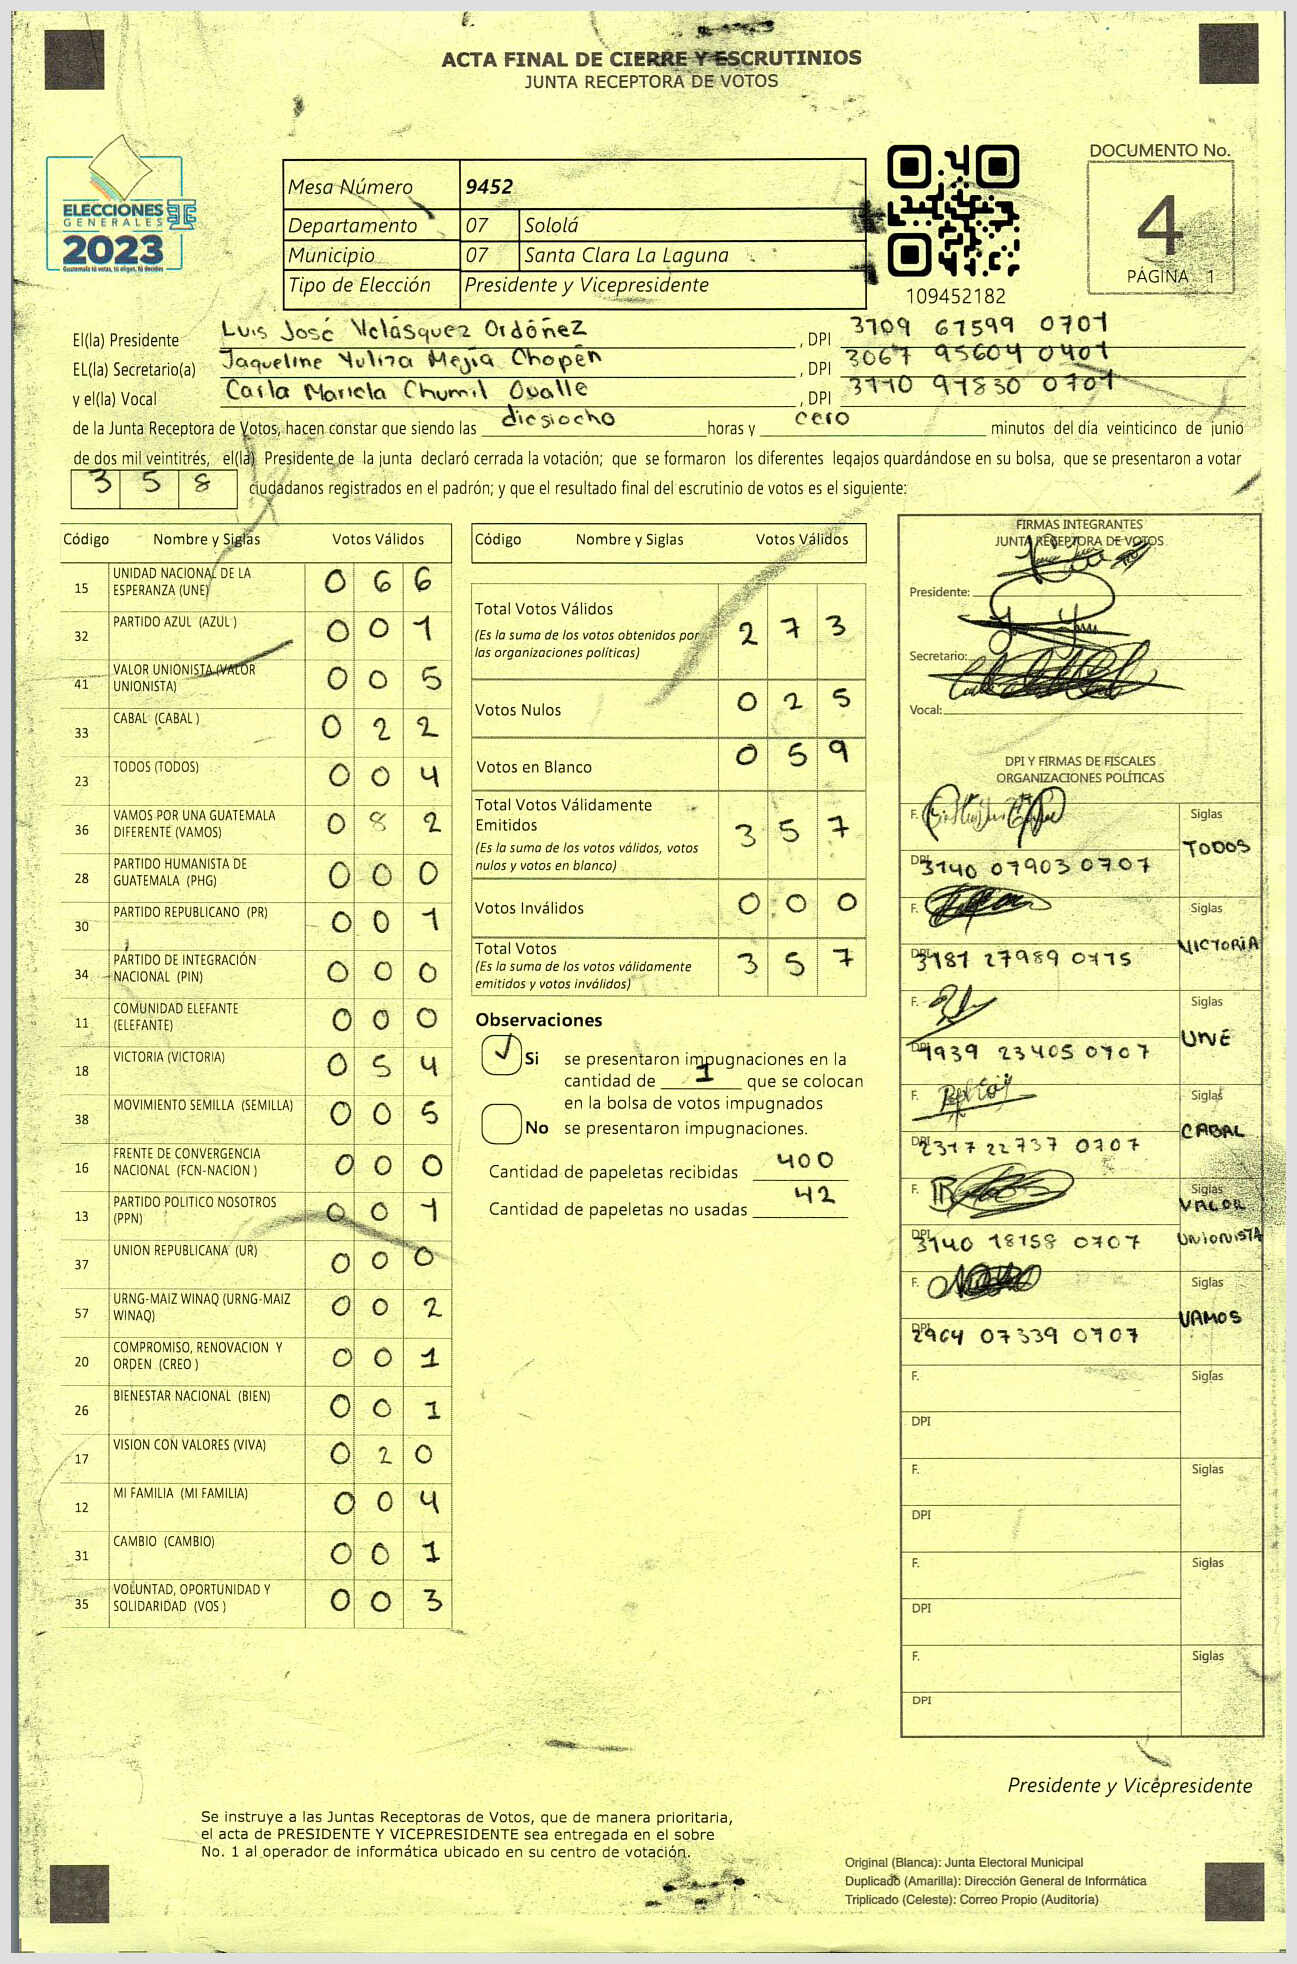 ACTA FINAL DE CIERRE Y ESCRUTINIOS
JUNTA RECEPTORA DE VOTOS
ELECCIONES
GENERALES
2023
Guatemala tú votas, tú eliges, tú decides
Mesa Número 9452
Departamento 07 Sololá
Municipio 07 Santa Clara La Laguna
Tipo de Elección Presidente y Vicepresidente
109452182
DOCUMENTO No.
4
PÁGINA 1
El(la) Presidente Luis José Velásquez Ordóñez , DPI 3109 67599 0701
EL(la) Secretario(a) Jaqueline Yuliza Mejía Chopén , DPI 3067 95604 0401
y el(la) Vocal Carla Mariela Chumil Ovalle , DPI 3110 91830 0701
de la Junta Receptora de Votos, hacen constar que siendo las diesiocho horas y cero minutos del día veinticinco de junio
de dos mil veintitrés, el(la) Presidente de la junta declaró cerrada la votación; que se formaron los diferentes legajos quardándose en su bolsa, que se presentaron a votar
3 5 8 ciudadanos registrados en el padrón; y que el resultado final del escrutinio de votos es el siguiente:
Código Nombre y Siglas Votos Válidos
15 UNIDAD NACIONAL DE LA ESPERANZA (UNE) 0 6 6
32 PARTIDO AZUL (AZUL ) 0 0 1
41 VALOR UNIONISTA (VALOR UNIONISTA) 0 0 5
33 CABAL (CABAL ) 0 2 2
23 TODOS (TODOS) 0 0 4
36 VAMOS POR UNA GUATEMALA DIFERENTE (VAMOS) 0 8 2
28 PARTIDO HUMANISTA DE GUATEMALA (PHG) 0 0 0
30 PARTIDO REPUBLICANO (PR) 0 0 1
34 PARTIDO DE INTEGRACIÓN NACIONAL (PIN) 0 0 0
11 COMUNIDAD ELEFANTE (ELEFANTE) 0 0 0
18 VICTORIA (VICTORIA) 0 5 4
38 MOVIMIENTO SEMILLA (SEMILLA) 0 0 5
16 FRENTE DE CONVERGENCIA NACIONAL (FCN-NACION ) 0 0 0
13 PARTIDO POLITICO NOSOTROS (PPN) 0 0 1
37 UNION REPUBLICANA (UR) 0 0 0
57 URNG-MAIZ WINAQ (URNG-MAIZ WINAQ) 0 0 2
20 COMPROMISO, RENOVACION Y ORDEN (CREO ) 0 0 1
26 BIENESTAR NACIONAL (BIEN) 0 0 1
17 VISION CON VALORES (VIVA) 0 2 0
12 MI FAMILIA (MI FAMILIA) 0 0 4
31 CAMBIO (CAMBIO) 0 0 1
35 VOLUNTAD, OPORTUNIDAD Y SOLIDARIDAD (VOS ) 0 0 3
Código Nombre y Siglas Votos Válidos
Total Votos Válidos 2 7 3
(Es la suma de los votos obtenidos por
las organizaciones políticas)
Votos Nulos 0 2 5
Votos en Blanco 0 5 9
Total Votos Válidamente
Emitidos 3 5 7
(Es la suma de los votos válidos, votos
nulos y votos en blanco)
Votos Inválidos 0 0 0
Total Votos 3 5 7
(Es la suma de los votos válidamente
emitidos y votos inválidos)
Observaciones
Si se presentaron impugnaciones en la
cantidad de 1 que se colocan
en la bolsa de votos impugnados
No se presentaron impugnaciones.
Cantidad de papeletas recibidas 400
Cantidad de papeletas no usadas 42
FIRMAS INTEGRANTES
JUNTA RECEPTORA DE VOTOS
Presidente:
Secretario:
Vocal:
DPI Y FIRMAS DE FISCALES
ORGANIZACIONES POLÍTICAS
F. Siglas
TODOS
DPI 3140 07903 0707
F. Siglas
VICTORIA
DPI 3181 27989 0115
F. Siglas
UNE
DPI 1939 23405 0707
F. Siglas
CABAL
DPI 2317 22737 0707
F. Siglas
VALOR
UNIONISTA
DPI 3140 18158 0707
F. Siglas
VAMOS
DPI 2964 07339 0707
F. Siglas
DPI
F. Siglas
DPI
F. Siglas
DPI
F. Siglas
DPI
Presidente y Vicepresidente
Se instruye a las Juntas Receptoras de Votos, que de manera prioritaria,
el acta de PRESIDENTE Y VICEPRESIDENTE sea entregada en el sobre
No. 1 al operador de informática ubicado en su centro de votación.
Original (Blanca): Junta Electoral Municipal
Duplicado (Amarilla): Dirección General de Informática
Triplicado (Celeste): Correo Propio (Auditoría)